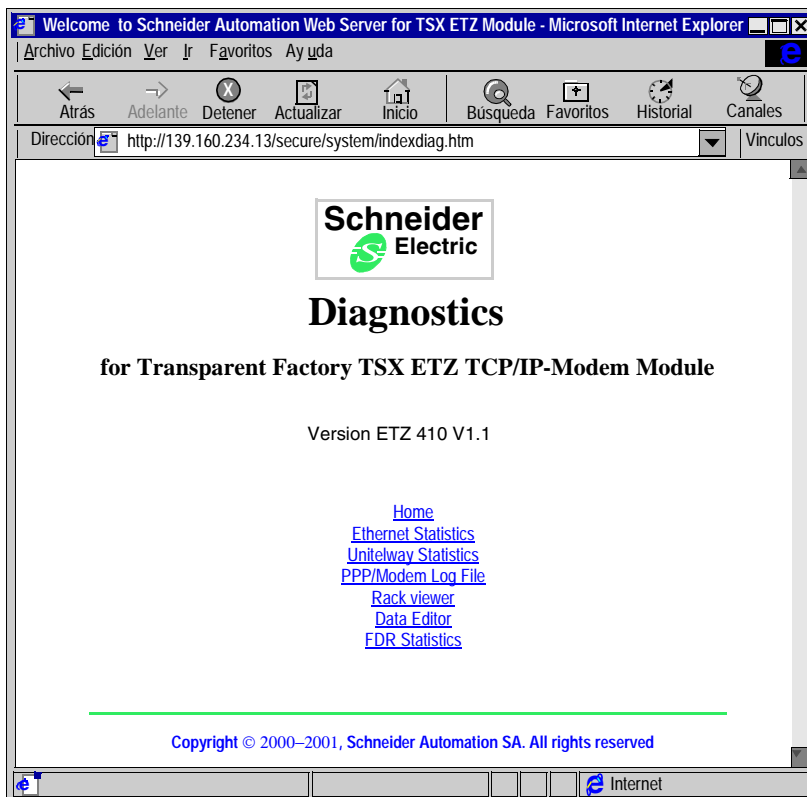 Welcome to Schneider Automation Web Server for TSX ETZ Module - Microsoft Internet Explorer
Archivo Edición Ver Ir Favoritos Ay uda
Atrás Adelante Detener Actualizar Inicio Búsqueda Favoritos Historial Canales
Dirección http://139.160.234.13/secure/system/indexdiag.htm Vinculos
Schneider
Electric
Diagnostics
for Transparent Factory TSX ETZ TCP/IP-Modem Module
Version ETZ 410 V1.1
Home
Ethernet Statistics
Unitelway Statistics
PPP/Modem Log File
Rack viewer
Data Editor
FDR Statistics
Copyright © 2000–2001, Schneider Automation SA. All rights reserved
Internet